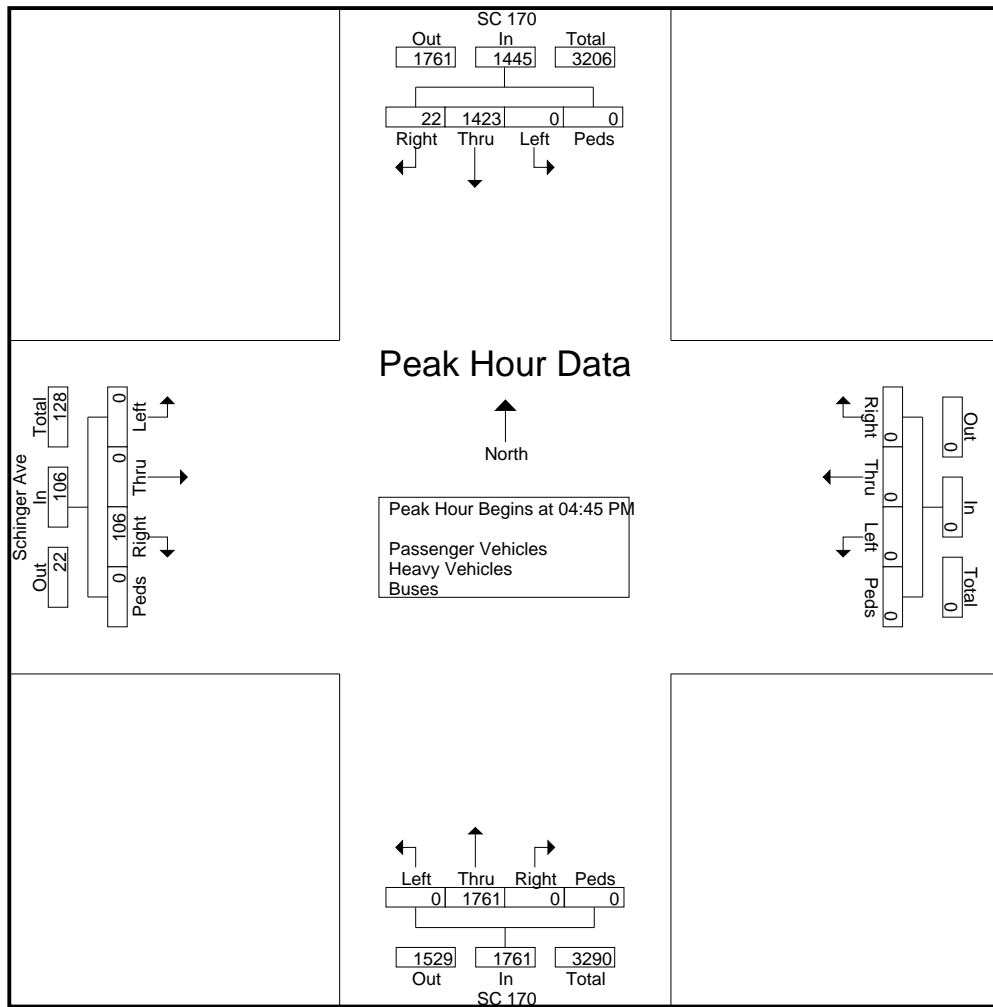 SC 170
Out In Total
1761 1445 3206
22 1423 0 0
Right Thru Left Peds
Peak Hour Data
North
Peak Hour Begins at 04:45 PM
Passenger Vehicles
Heavy Vehicles
Buses
Schinger Ave
Total In Out
128 106 22
0 0 106 0
Left Thru Right Peds
Out In Total
0 0 0
0 0 0 0
Right Thru Left Peds
Left Thru Right Peds
0 1761 0 0
1529 1761 3290
Out In Total
SC 170